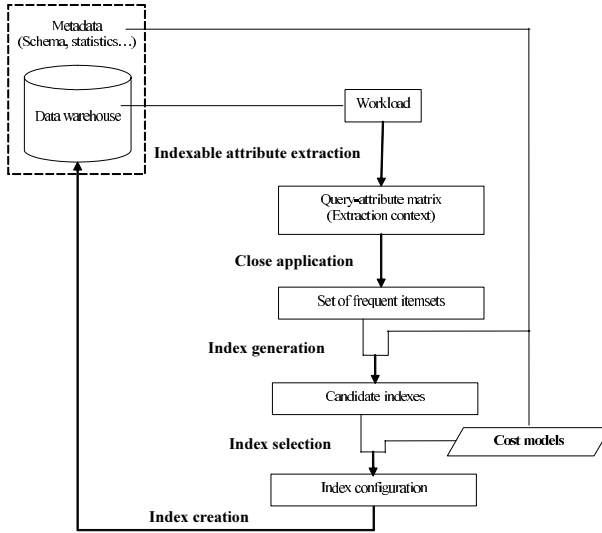 Metadata
(Schema, statistics…)
Data warehouse
Workload
Indexable attribute extraction
Query-attribute matrix
(Extraction context)
Close application
Set of frequent itemsets
Index generation
Candidate indexes
Index selection
Cost models
Index configuration
Index creation